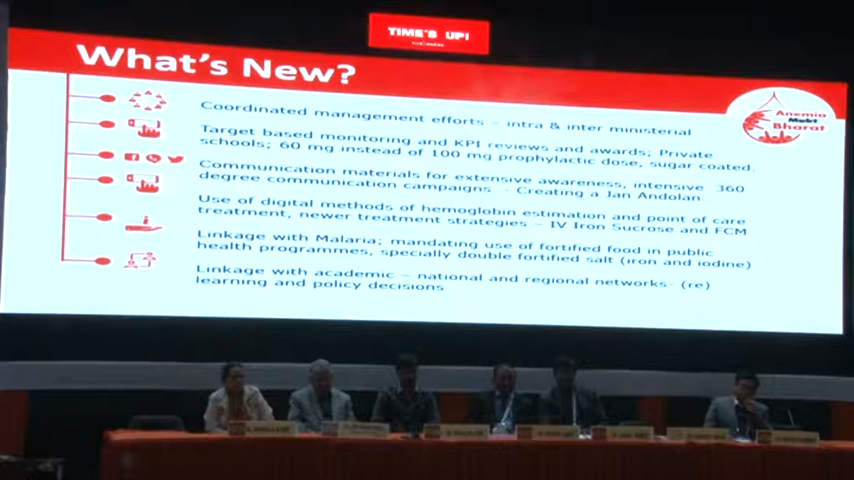 TIME'S UP!
What's New?
Anemia
Mukt
Bharat
Coordinated management efforts – intra & inter ministerial
Target based monitoring and KPI reviews and awards; Private
schools; 60 mg instead of 100 mg prophylactic dose, sugar coated.
Communication materials for extensive awareness, intensive 360
degree communication campaigns - Creating a Jan Andolan
Use of digital methods of hemoglobin estimation and point of care
treatment, newer treatment strategies – IV Iron Sucrose and FCM
Linkage with Malaria; mandating use of fortified food in public
health programmes, specially double fortified salt (iron and iodine)
Linkage with academic – national and regional networks- (re)
learning and policy decisions